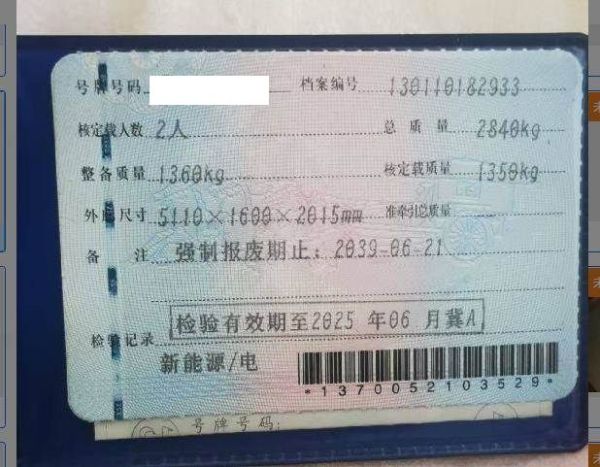 号牌号码 档案编号 130110182933
核定载人数 2人 总质量 2840kg
整备质量 1360kg 核定载质量 1350kg
外廓尺寸 5110×1600×2015mm 准牵引总质量
备注 强制报废期止：2039-06-21
检验有效期至2025年06月冀A
检验记录
新能源/电
*1370052103529*
号牌号码：